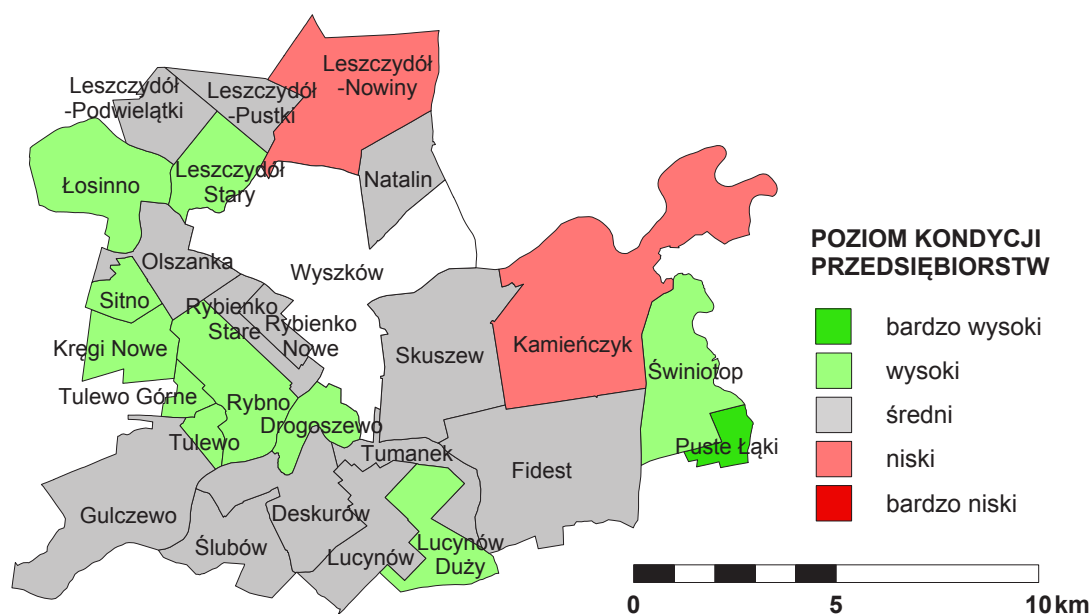 Leszczydół
-Nowiny
Leszczydół
-Podwielątki
Leszczydół
-Pustki
Łosinno
Leszczydół
Stary
Natalin
Olszanka
Wyszków
Sitno
Rybienko
Stare
Rybienko
Nowe
Kręgi Nowe
Skuszew
Kamieńczyk
Świniotop
Tulewo Górne
Rybno
Drogoszewo
Tulewo
Tumanek
Puste Łąki
Fidest
Gulczewo
Deskurów
Ślubów
Lucynów
Lucynów
Duży
POZIOM KONDYCJI
PRZEDSIĘBIORSTW
bardzo wysoki
wysoki
średni
niski
bardzo niski
0 5 10 km